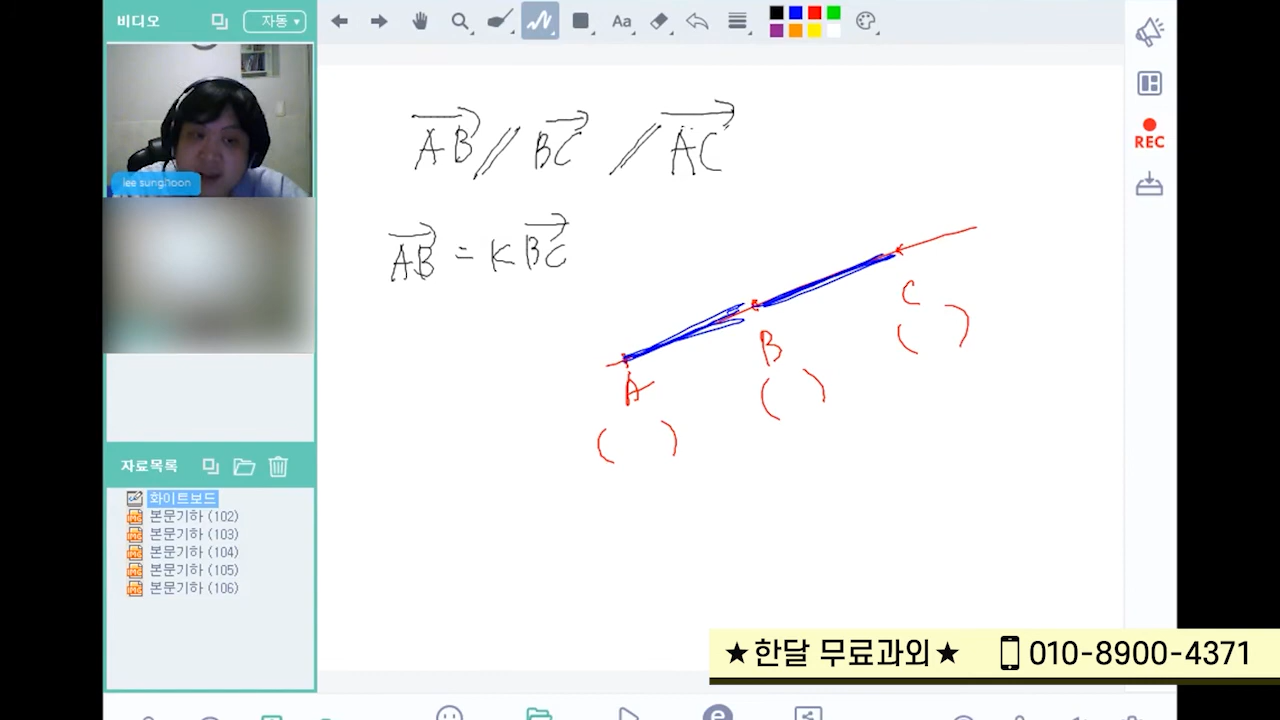 비디오
자동
Aa
lee sunghoon
REC
AB // BC // AC
AB = KBC
A
( )
B
( )
C
( )
자료목록
화이트보드
본문기하 (102)
본문기하 (103)
본문기하 (104)
본문기하 (105)
본문기하 (106)
★한달 무료과외★ 010-8900-4371